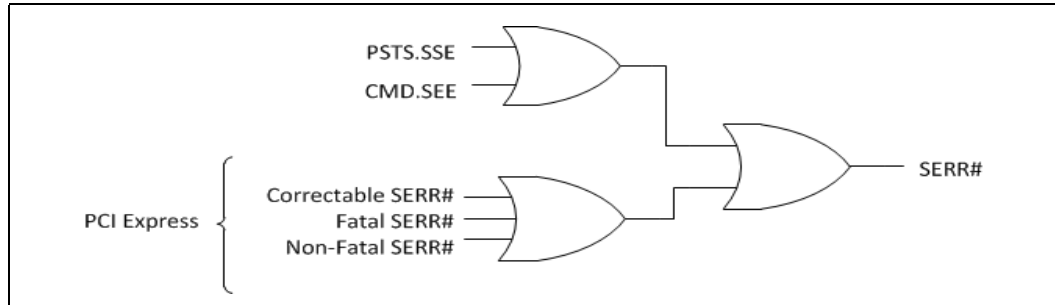 PSTS.SSE
CMD.SEE
SERR#
PCI Express
Correctable SERR#
Fatal SERR#
Non-Fatal SERR#